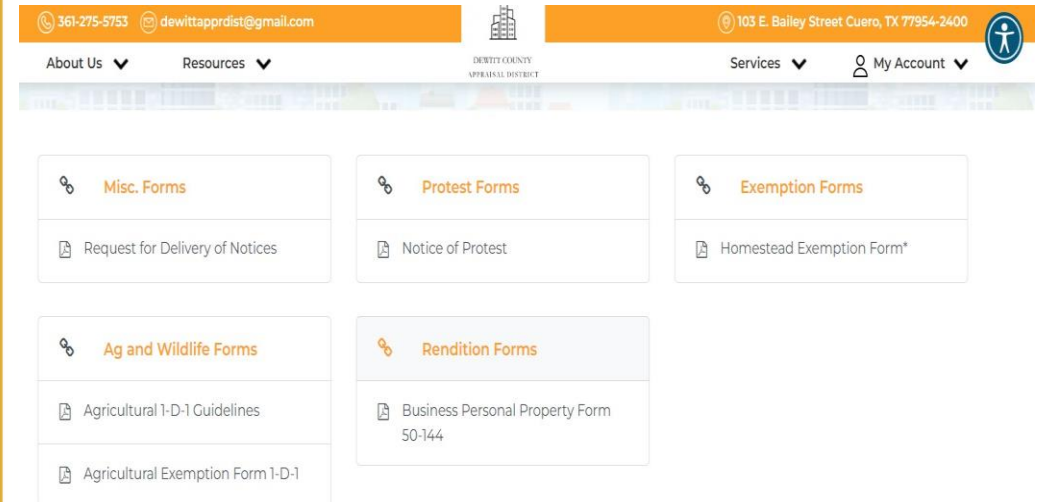 361-275-5753 dewittapprdist@gmail.com
103 E. Bailey Street Cuero, TX 77954-2400
About Us
Resources
DEWITT COUNTY
APPRAISAL DISTRICT
Services
My Account
Misc. Forms
Request for Delivery of Notices
Protest Forms
Notice of Protest
Exemption Forms
Homestead Exemption Form*
Ag and Wildlife Forms
Agricultural 1-D-1 Guidelines
Agricultural Exemption Form 1-D-1
Rendition Forms
Business Personal Property Form
50-144